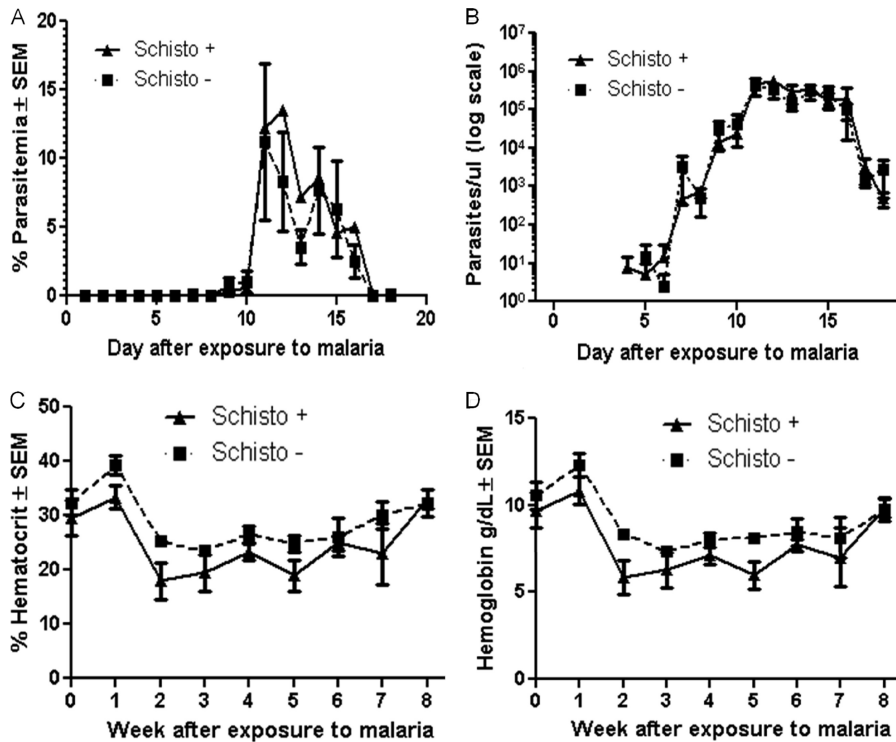 A
% Parasitemia ± SEM
20
15
10
5
0
Schisto +
Schisto -
0 5 10 15 20
Day after exposure to malaria
B
Parasites/ul (log scale)
10⁷
10⁶
10⁵
10⁴
10³
10²
10¹
10⁰
Schisto +
Schisto -
0 5 10 15
Day after exposure to malaria
C
% Hematocrit ± SEM
50
40
30
20
10
0
Schisto +
Schisto -
0 1 2 3 4 5 6 7 8
Week after exposure to malaria
D
Hemoglobin g/dL ± SEM
15
10
5
0
Schisto +
Schisto -
0 1 2 3 4 5 6 7 8
Week after exposure to malaria